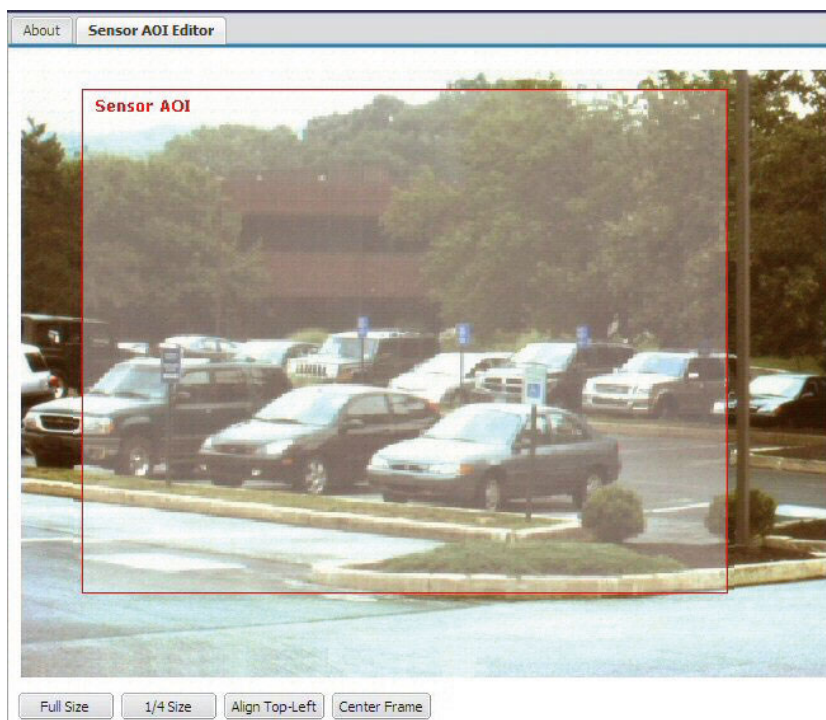 About
Sensor AOI Editor
Sensor AOI
Full Size
1/4 Size
Align Top-Left
Center Frame